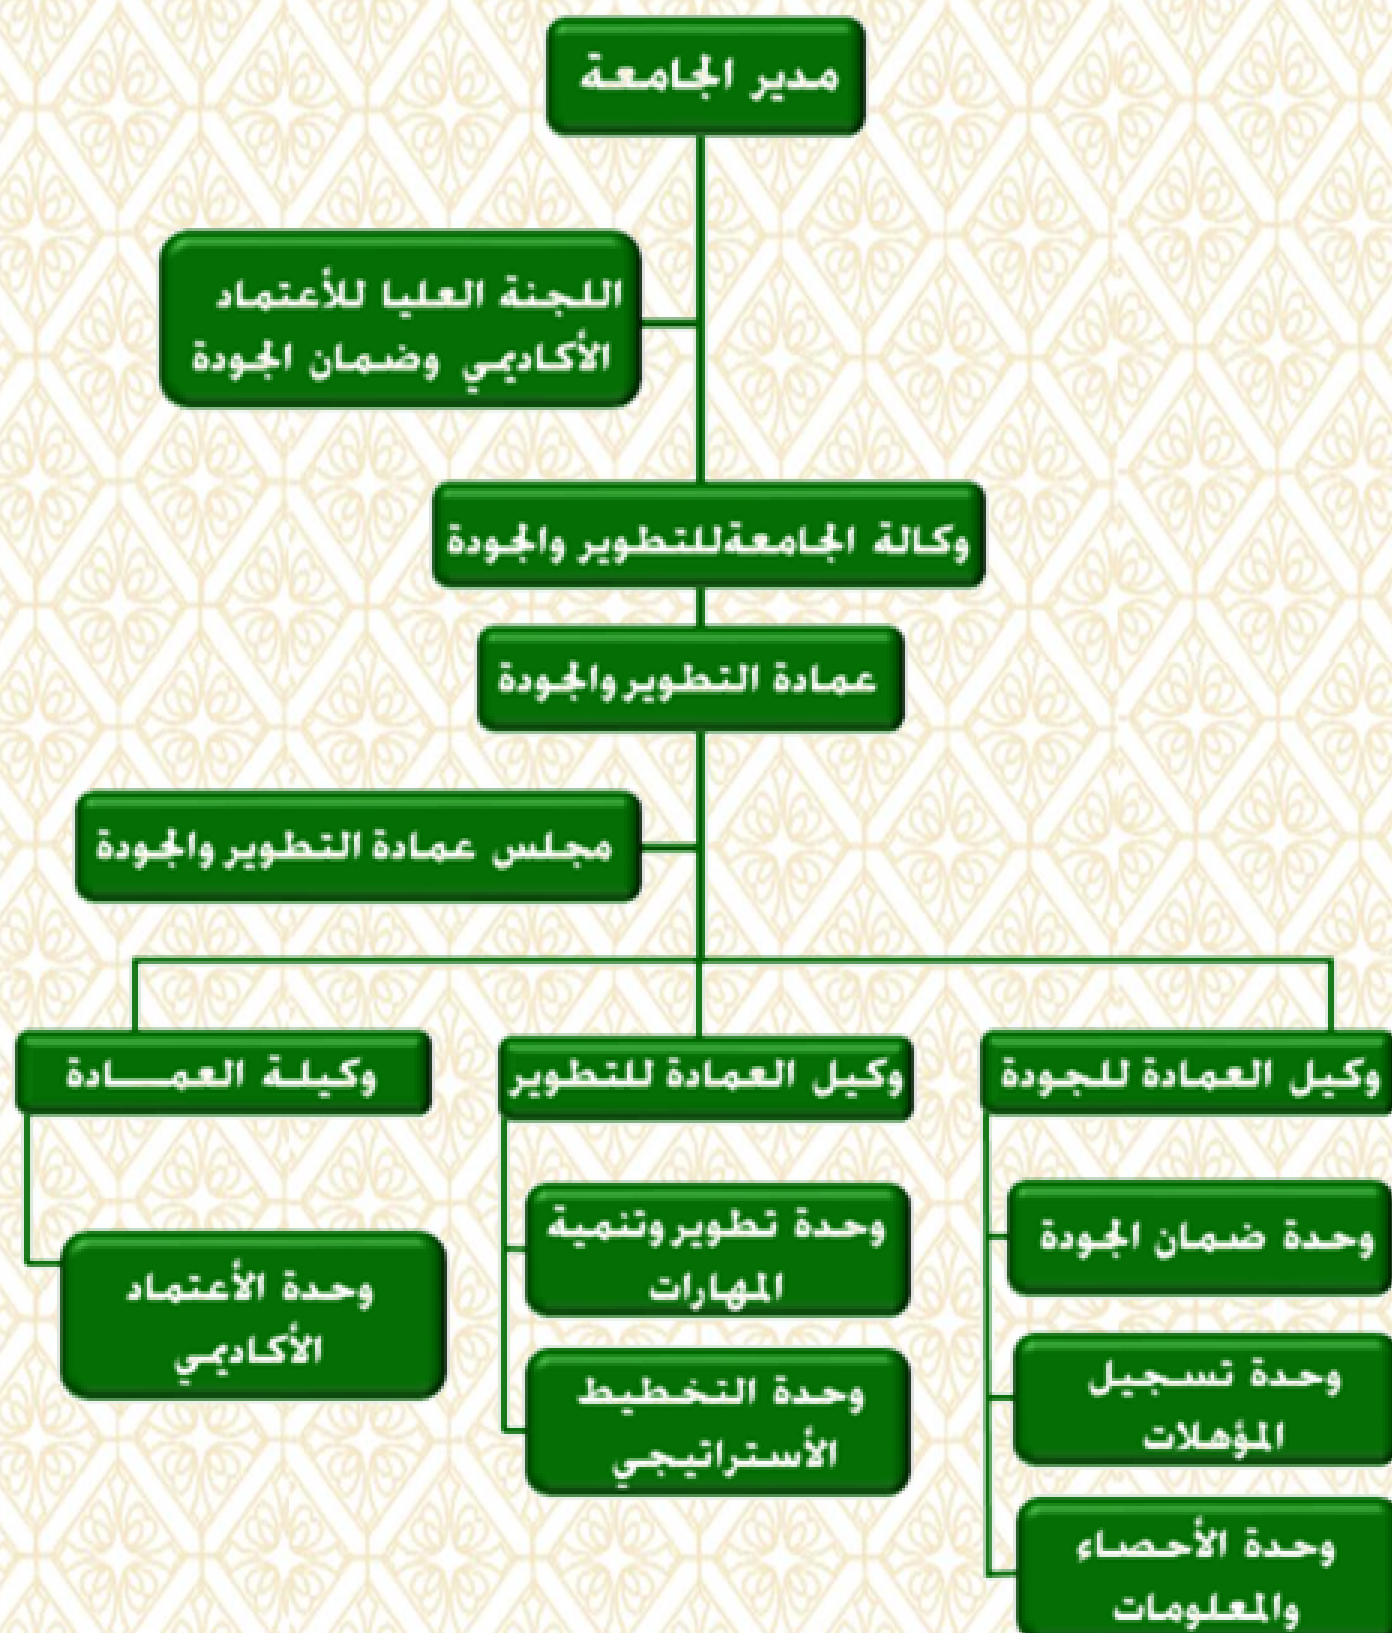 مدير الجامعة
اللجنة العليا للأعتماد
الأكاديمي وضمان الجودة
وكالة الجامعةللتطوير والجودة
عمادة التطوير والجودة
مجلس عمادة التطوير والجودة
وكيل العمادة للجودة
وحدة ضمان الجودة
وحدة تسجيل
المؤهلات
وحدة الأحصاء
والمعلومات
وكيل العمادة للتطوير
وحدة تطوير وتنمية
المهارات
وحدة التخطيط
الأستراتيجي
وكيلة العمـــادة
وحدة الأعتماد
الأكاديمي